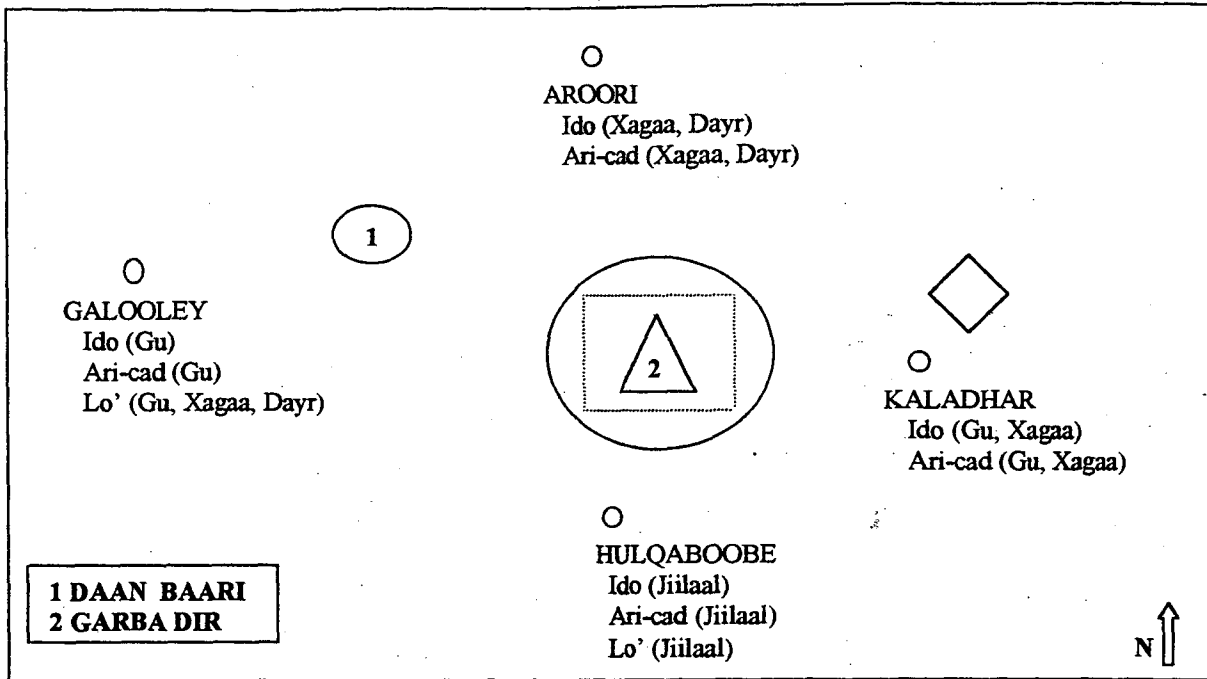 AROORI
Ido (Xagaa, Dayr)
Ari-cad (Xagaa, Dayr)
1
GALOOLEY
Ido (Gu)
Ari-cad (Gu)
Lo’ (Gu, Xagaa, Dayr)
2
KALADHAR
Ido (Gu, Xagaa)
Ari-cad (Gu, Xagaa)
HULQABOOBE
Ido (Jiilaal)
Ari-cad (Jiilaal)
Lo’ (Jiilaal)
1 DAAN BAARI
2 GARBA DIR
N